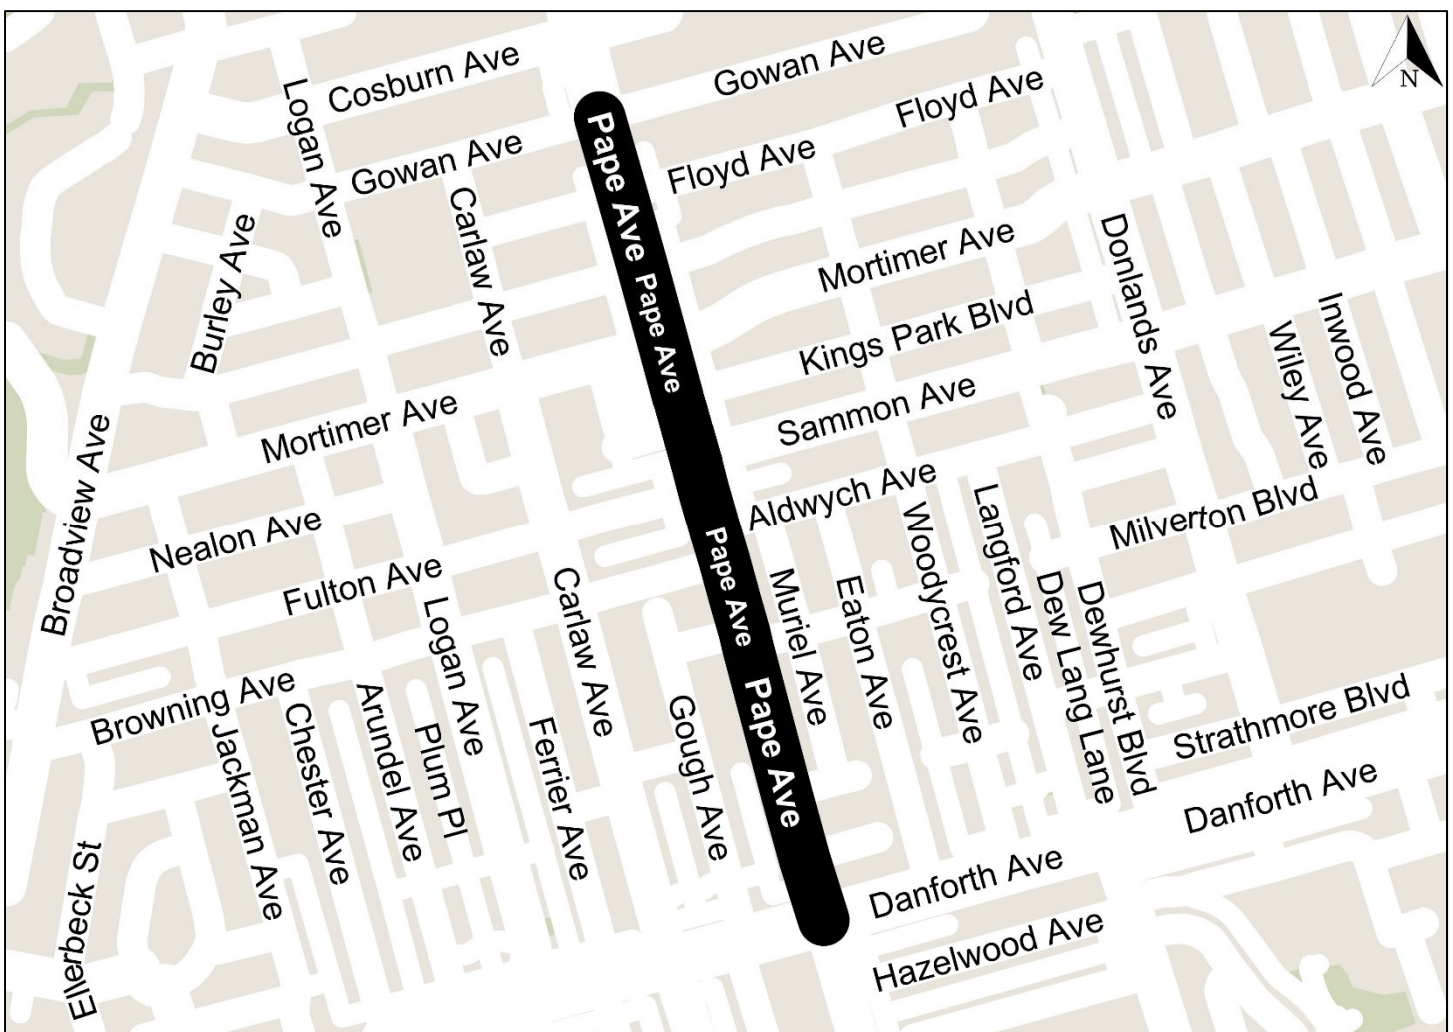 Cosburn Ave
Gowan Ave
N
Logan Ave
Floyd Ave
Gowan Ave
Pape Ave
Floyd Ave
Carlaw Ave
Burley Ave
Mortimer Ave
Donlands Ave
Pape Ave
Kings Park Blvd
Inwood Ave
Wiley Ave
Mortimer Ave
Sammon Ave
Broadview Ave
Aldwych Ave
Nealon Ave
Woodycrest Ave
Langford Ave
Milverton Blvd
Pape Ave
Fulton Ave
Carlaw Ave
Muriel Ave
Eaton Ave
Dew Lang Lane
Dewhurst Blvd
Logan Ave
Browning Ave
Chester Ave
Arundel Ave
Plum Pl
Ferrier Ave
Gough Ave
Pape Ave
Strathmore Blvd
Jackman Ave
Danforth Ave
Ellerbeck St
Danforth Ave
Hazelwood Ave